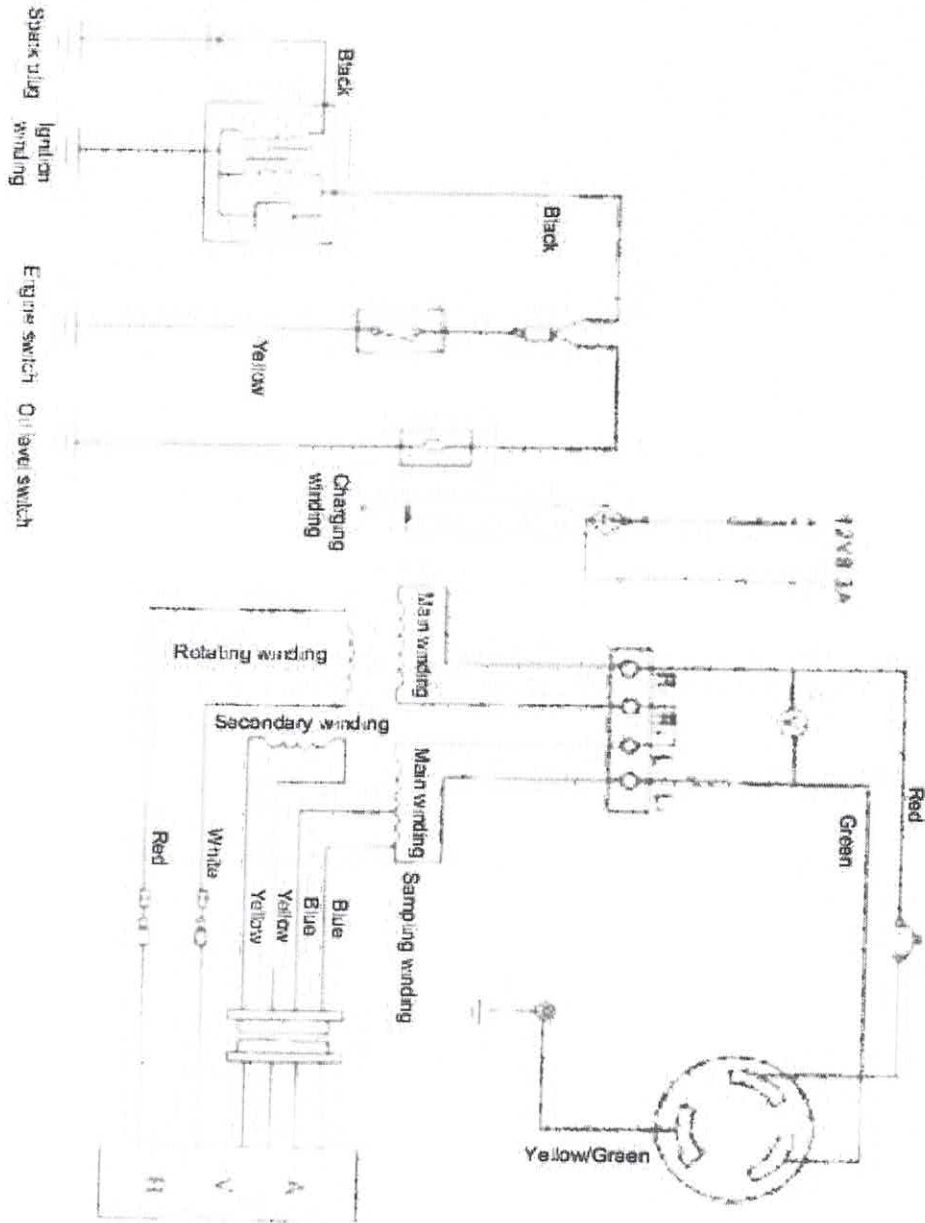 Spark plug
Ignition
winding
Engine switch
Oil level switch
Black
Black
Yellow
Charging
winding
Main winding
Rotating winding
Secondary winding
Main winding
Sampling winding
Red
White
Yellow
Yellow
Blue
Blue
Red
Green
Yellow/Green
A
V
R